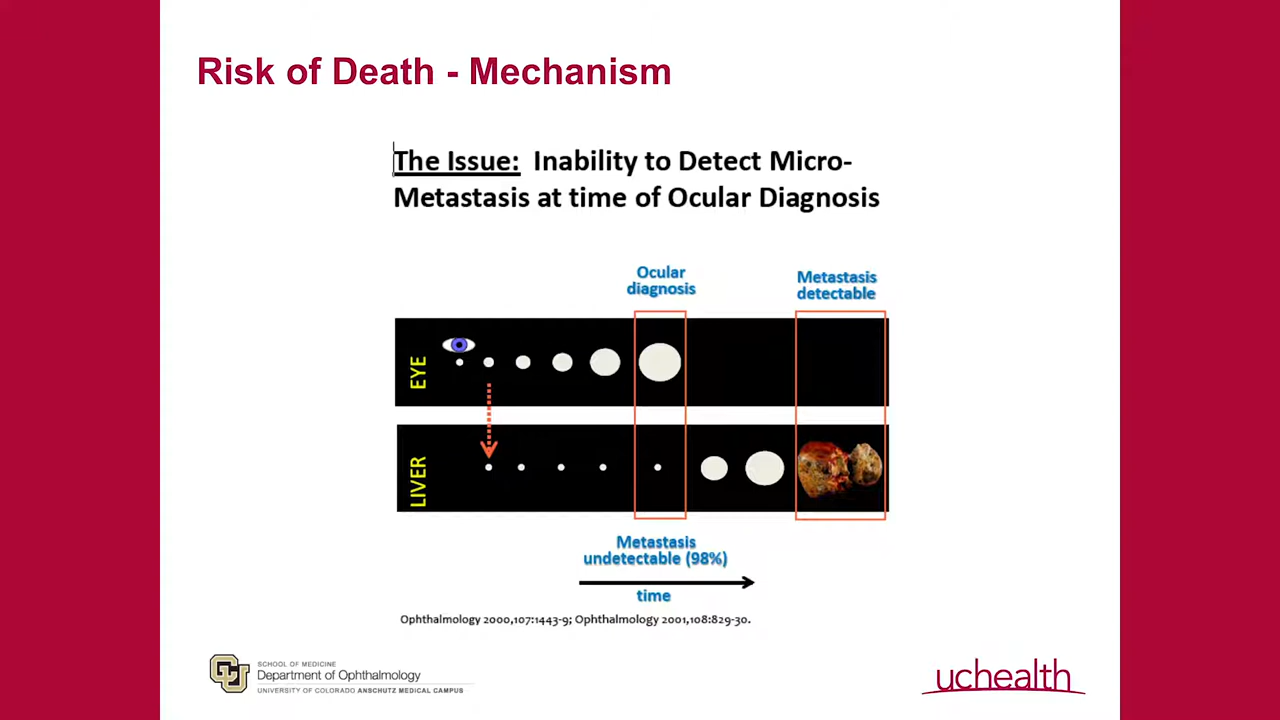 Risk of Death - Mechanism
The Issue: Inability to Detect Micro-
Metastasis at time of Ocular Diagnosis
Ocular
diagnosis
Metastasis
detectable
EYE
LIVER
Metastasis
undetectable (98%)
time
Ophthalmology 2000,107:1443-9; Ophthalmology 2001,108:829-30.
CU
SCHOOL OF MEDICINE
Department of Ophthalmology
UNIVERSITY OF COLORADO ANSCHUTZ MEDICAL CAMPUS
uchealth